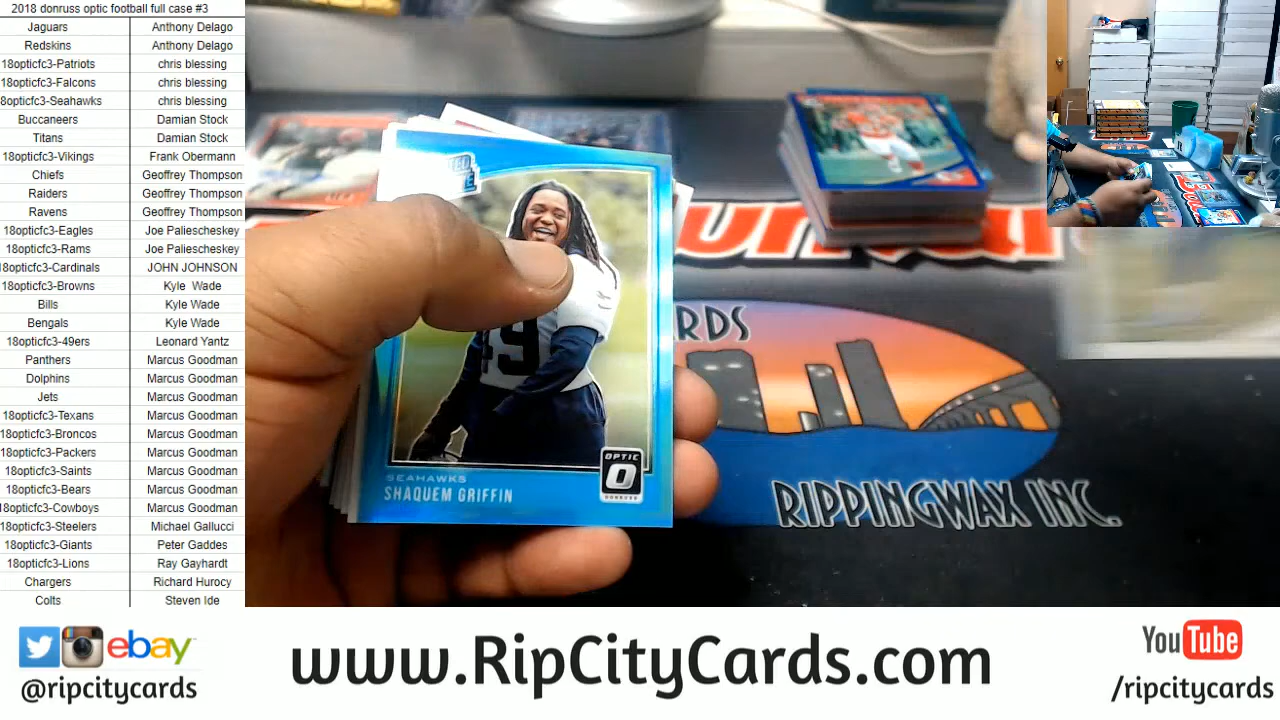 2018 donruss optic football full case #3
Jaguars Anthony Delago
Redskins Anthony Delago
18opticfc3-Patriots chris blessing
18opticfc3-Falcons chris blessing
8opticfc3-Seahawks chris blessing
Buccaneers Damian Stock
Titans Damian Stock
18opticfc3-Vikings Frank Obermann
Chiefs Geoffrey Thompson
Raiders Geoffrey Thompson
Ravens Geoffrey Thompson
18opticfc3-Eagles Joe Paliescheskey
18opticfc3-Rams Joe Paliescheskey
18opticfc3-Cardinals JOHN JOHNSON
18opticfc3-Browns Kyle Wade
Bills Kyle Wade
Bengals Kyle Wade
18opticfc3-49ers Leonard Yantz
Panthers Marcus Goodman
Dolphins Marcus Goodman
Jets Marcus Goodman
18opticfc3-Texans Marcus Goodman
18opticfc3-Broncos Marcus Goodman
18opticfc3-Packers Marcus Goodman
18opticfc3-Saints Marcus Goodman
18opticfc3-Bears Marcus Goodman
18opticfc3-Cowboys Marcus Goodman
18opticfc3-Steelers Michael Gallucci
18opticfc3-Giants Peter Gaddes
18opticfc3-Lions Ray Gayhardt
Chargers Richard Hurocy
Colts Steven Ide
49
OPTIC
DONRUSS
SEAHAWKS
SHAQUEM GRIFFIN
RDS
RIPPINGWAX INC.
ebay
@ripcitycards
www.RipCityCards.com
YouTube
/ripcitycards